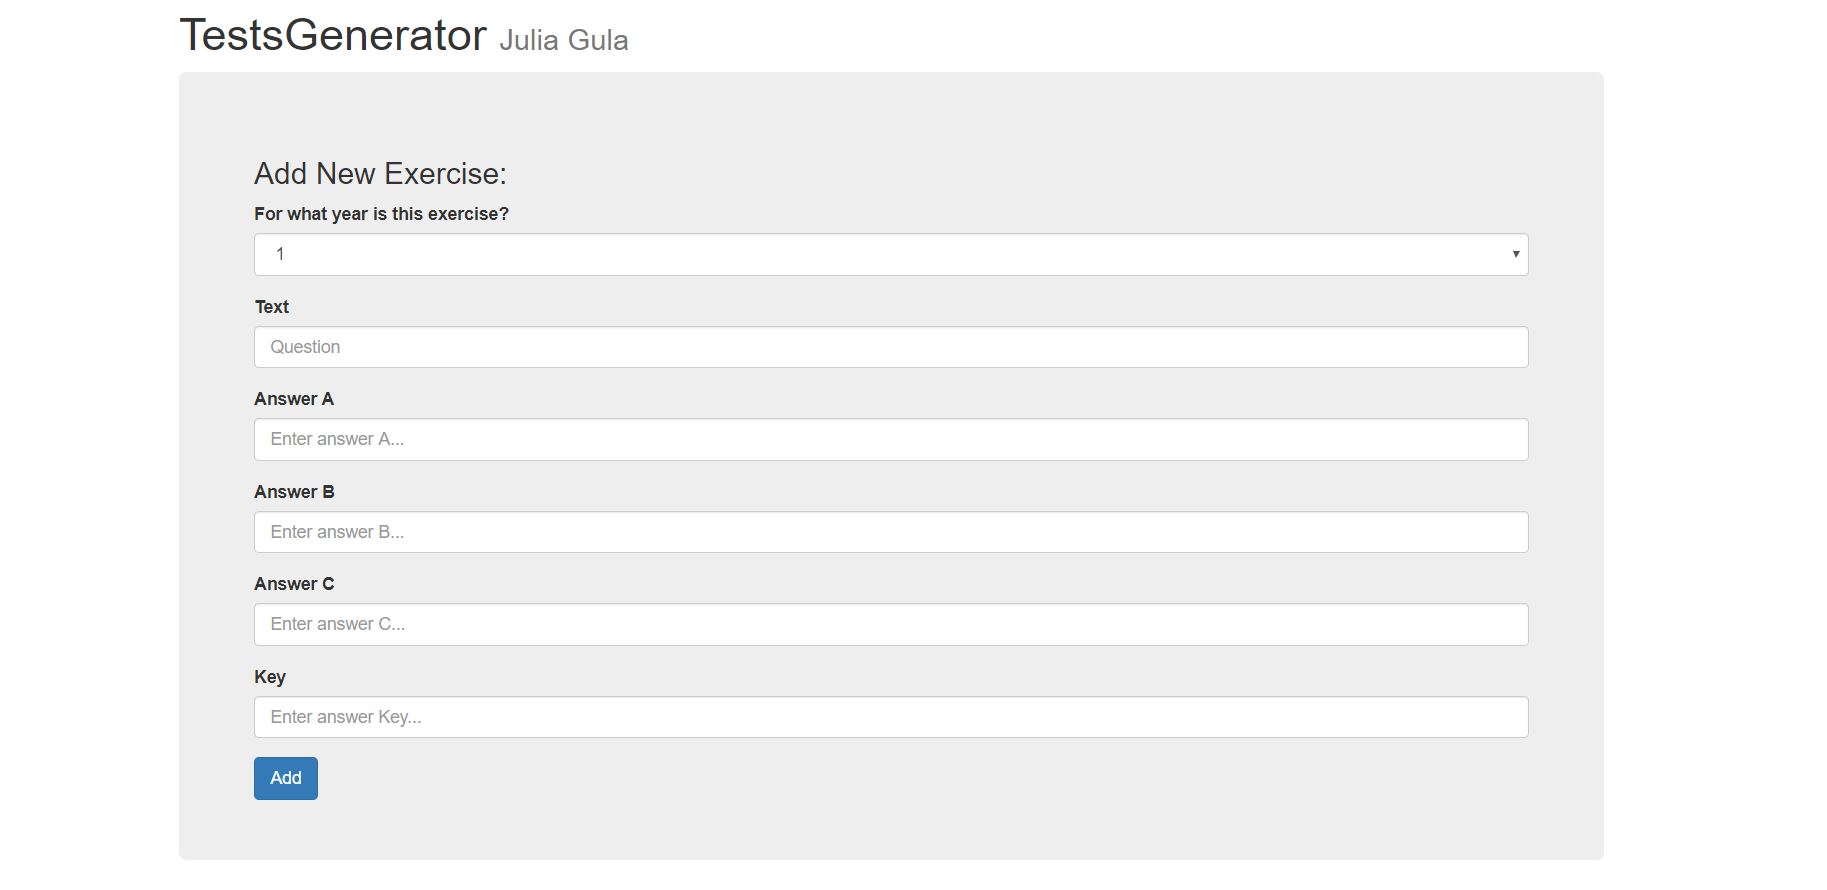 TestsGenerator Julia Gula
Add New Exercise:
For what year is this exercise?
1
Text
Question
Answer A
Enter answer A...
Answer B
Enter answer B...
Answer C
Enter answer C...
Key
Enter answer Key...
Add